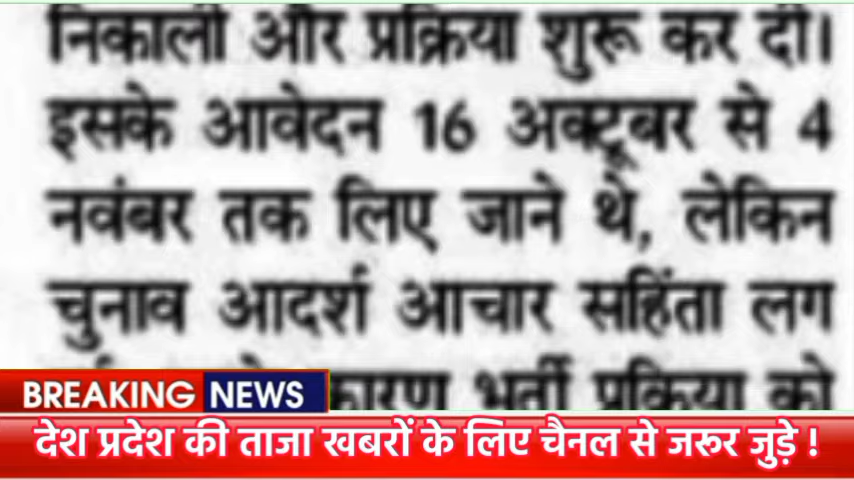 निकाली और प्रक्रिया शुरू कर दी।
इसके आवेदन 16 अक्टूबर से 4
नवंबर तक लिए जाने थे, लेकिन
चुनाव आदर्श आचार सहिंता लग
कारण भर्ती प्रक्रिया को
BREAKING NEWS
देश प्रदेश की ताजा खबरों के लिए चैनल से जरूर जुड़े !